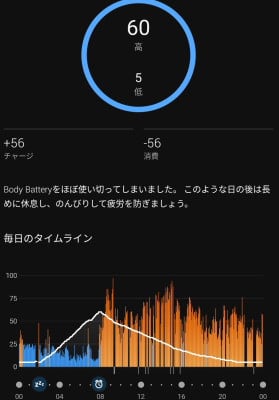 60
高
5
低
+56
チャージ
-56
消費
Body Batteryをほぼ使い切ってしまいました。 このような日の後は長
めに休息し、のんびりして疲労を防ぎましょう。
毎日のタイムライン
100
75
50
25
0
zzz
00 04 08 12 16 20 00